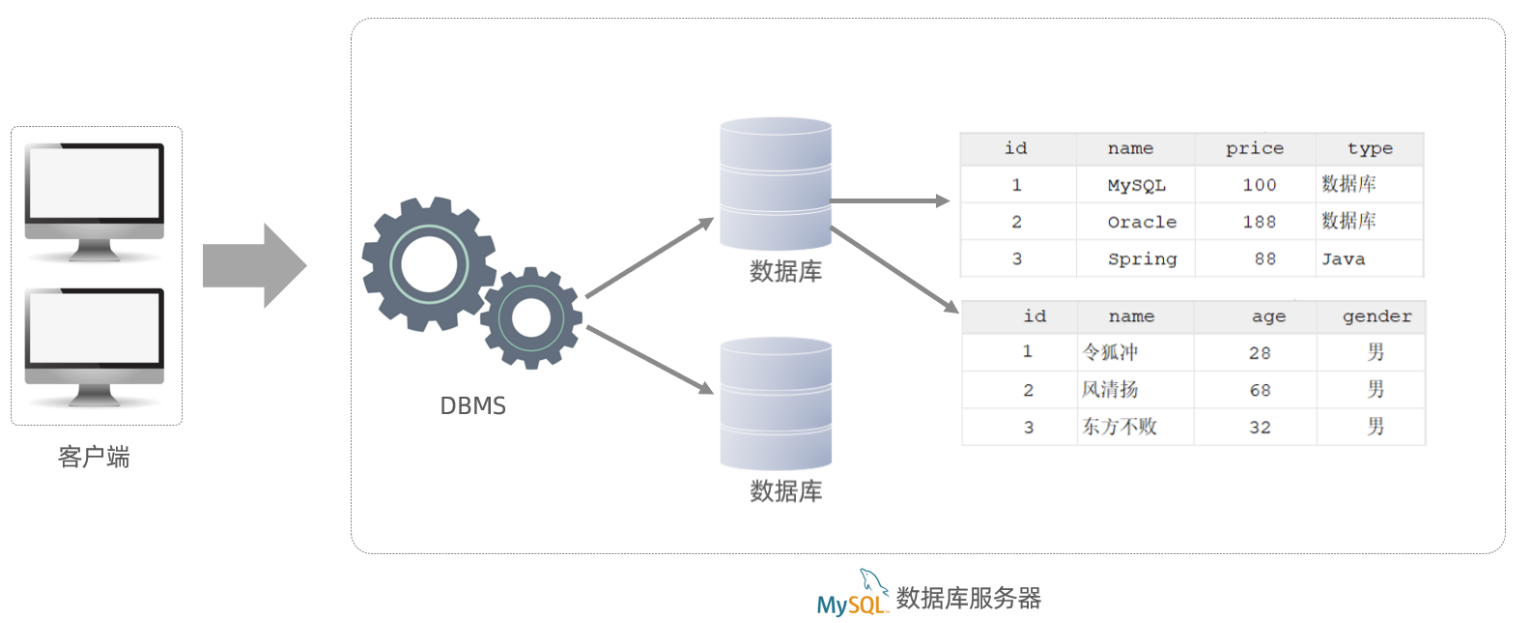 客户端
DBMS
数据库
数据库
id name price type
1 MySQL 100 数据库
2 Oracle 188 数据库
3 Spring 88 Java
id name age gender
1 令狐冲 28 男
2 风清扬 68 男
3 东方不败 32 男
MySQL 数据库服务器